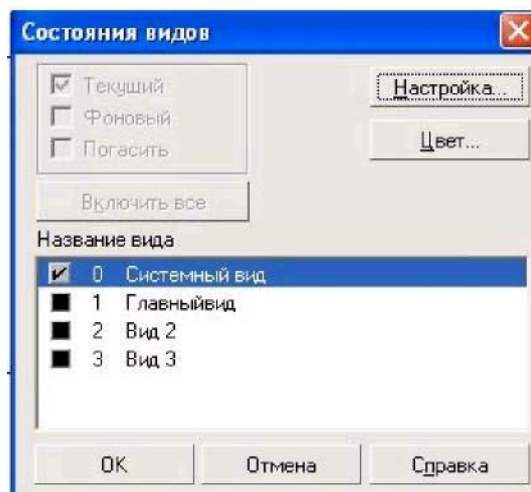 Состояния видов
Текущий
Фоновый
Погасить
Настройка...
Цвет...
Включить все
Название вида
0 Системный вид
1 Главныйвид
2 Вид 2
3 Вид 3
OK Отмена Справка